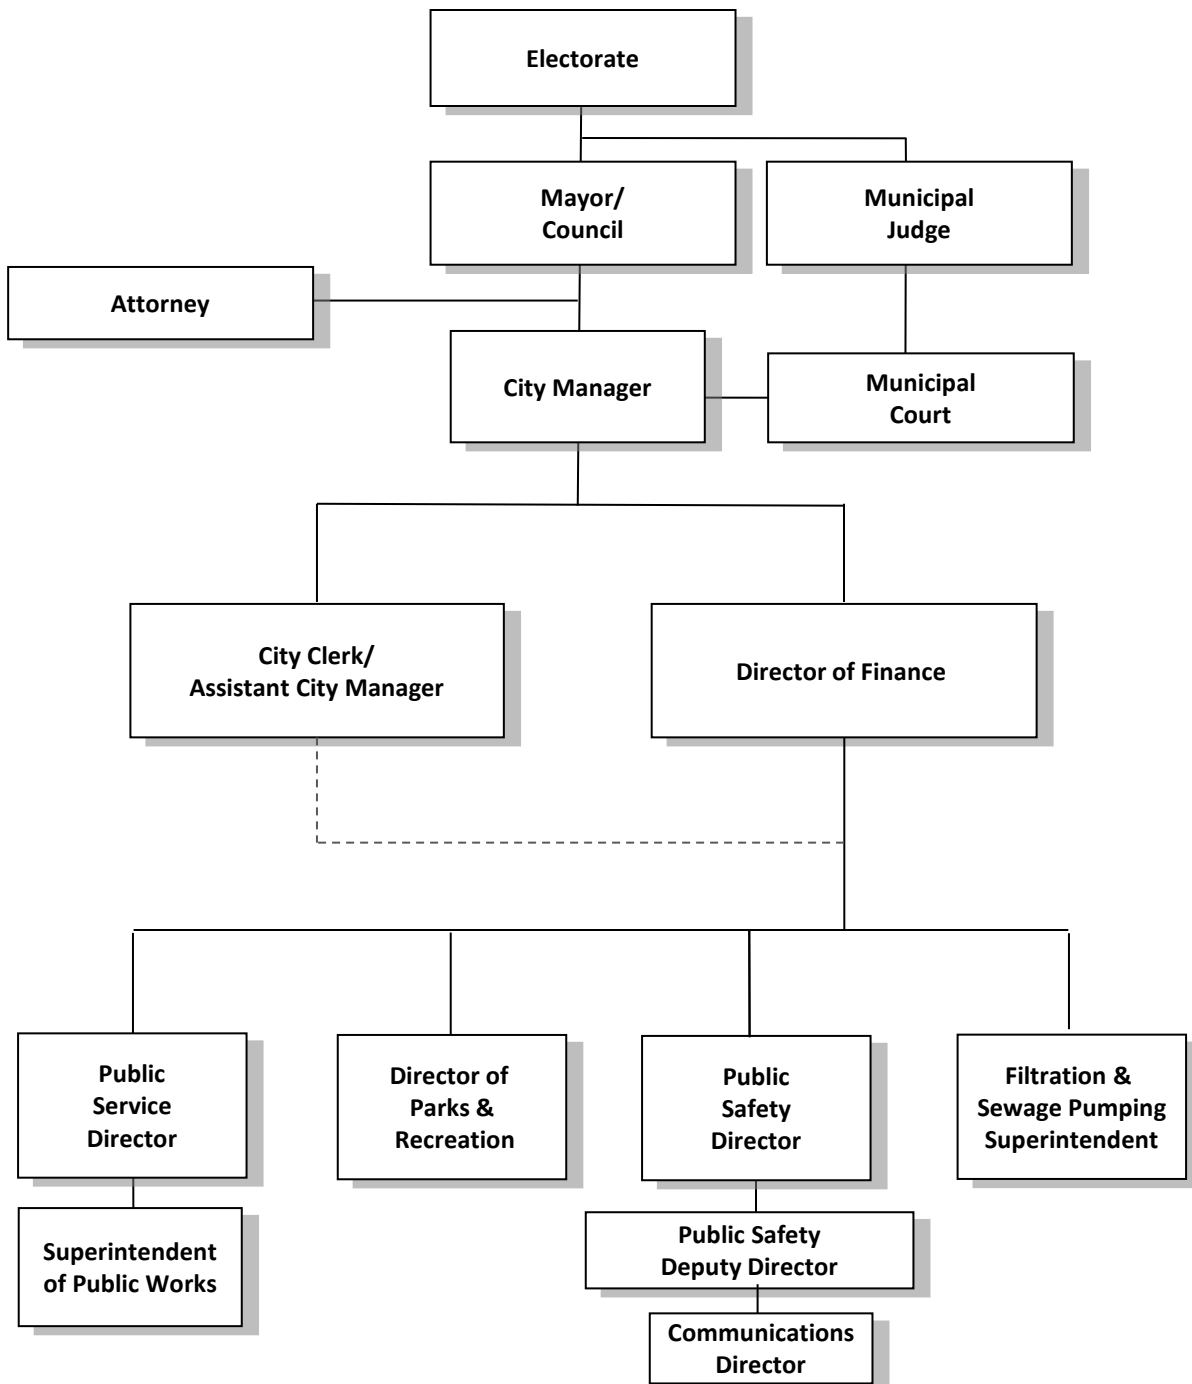 Electorate
Mayor/
Council
Municipal
Judge
Attorney
City Manager
Municipal
Court
City Clerk/
Assistant City Manager
Director of Finance
Public
Service
Director
Director of
Parks &
Recreation
Public
Safety
Director
Filtration &
Sewage Pumping
Superintendent
Superintendent
of Public Works
Public Safety
Deputy Director
Communications
Director